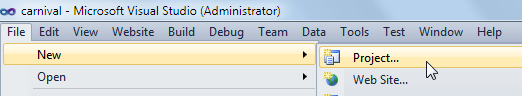 carnival - Microsoft Visual Studio (Administrator)
File Edit View Website Build Debug Team Data Tools Test Window Help
New Project...
Open Web Site...